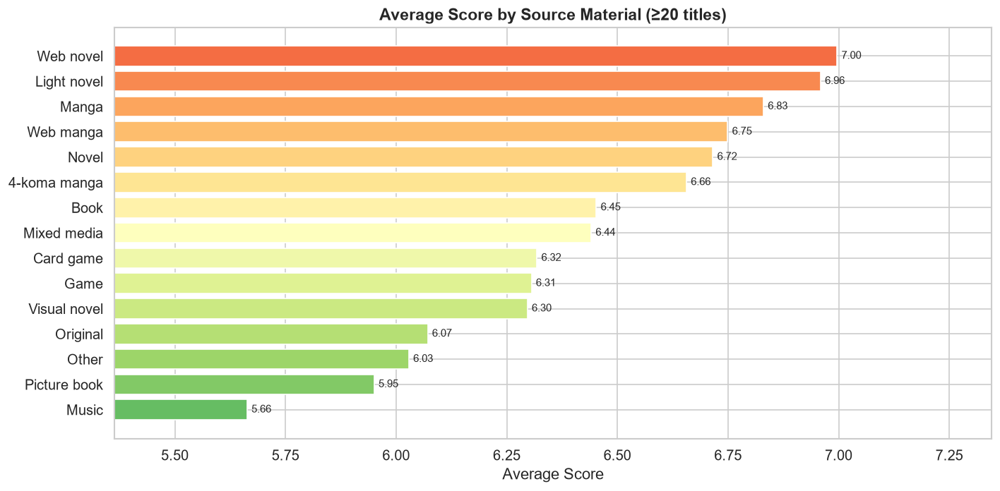 Average Score by Source Material (≥20 titles)
Web novel 7.00
Light novel 6.96
Manga 6.83
Web manga 6.75
Novel 6.72
4-koma manga 6.66
Book 6.45
Mixed media 6.44
Card game 6.32
Game 6.31
Visual novel 6.30
Original 6.07
Other 6.03
Picture book 5.95
Music 5.66
5.50 5.75 6.00 6.25 6.50 6.75 7.00 7.25
Average Score